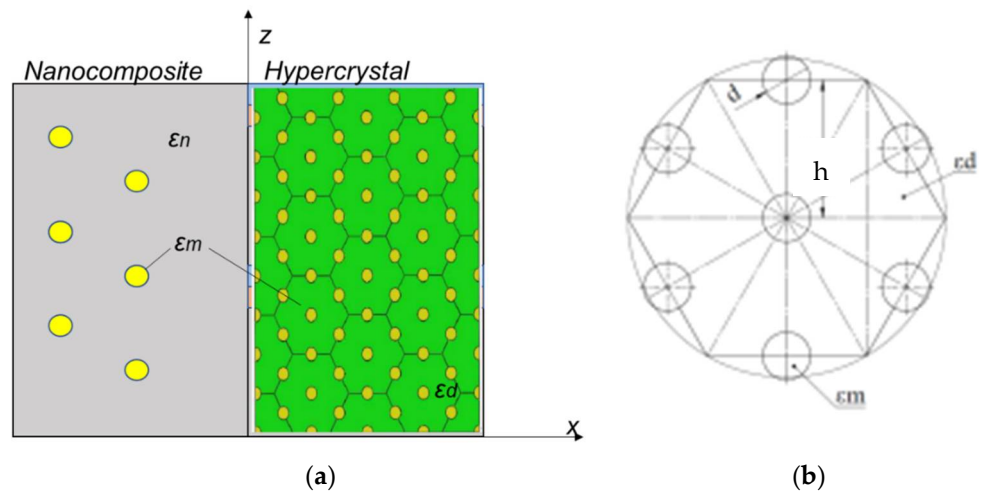 z
Nanocomposite Hypercrystal
εn
εm
εd
x
(a)
d
h
εd
εm
(b)